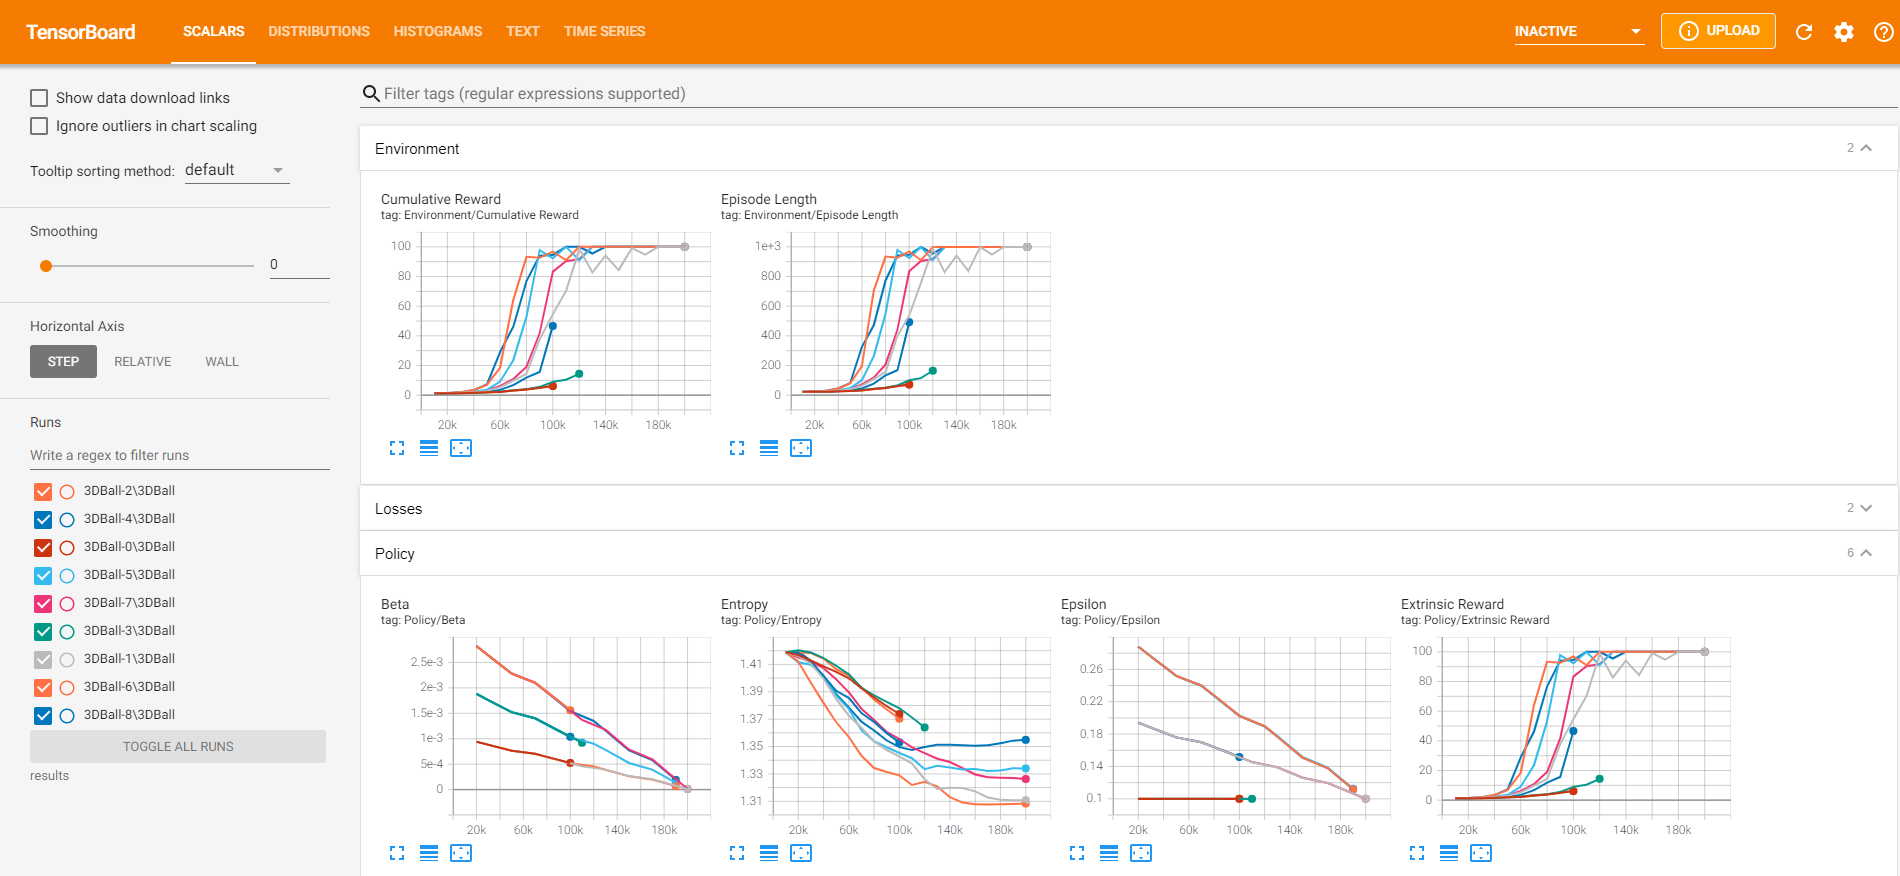 TensorBoard SCALARS DISTRIBUTIONS HISTOGRAMS TEXT TIME SERIES INACTIVE UPLOAD
Show data download links
Ignore outliers in chart scaling
Tooltip sorting method: default
Smoothing
0
Horizontal Axis
STEP RELATIVE WALL
Runs
Write a regex to filter runs
3DBall-2\3DBall
3DBall-4\3DBall
3DBall-0\3DBall
3DBall-5\3DBall
3DBall-7\3DBall
3DBall-3\3DBall
3DBall-1\3DBall
3DBall-6\3DBall
3DBall-8\3DBall
TOGGLE ALL RUNS
results
Filter tags (regular expressions supported)
Environment 2
Cumulative Reward
tag: Environment/Cumulative Reward
100
80
60
40
20
0
20k 60k 100k 140k 180k
Episode Length
tag: Environment/Episode Length
1e+3
800
600
400
200
0
20k 60k 100k 140k 180k
Losses 2
Policy 6
Beta
tag: Policy/Beta
2.5e-3
2e-3
1.5e-3
1e-3
5e-4
0
20k 60k 100k 140k 180k
Entropy
tag: Policy/Entropy
1.41
1.39
1.37
1.35
1.33
1.31
20k 60k 100k 140k 180k
Epsilon
tag: Policy/Epsilon
0.26
0.22
0.18
0.14
0.1
20k 60k 100k 140k 180k
Extrinsic Reward
tag: Policy/Extrinsic Reward
100
80
60
40
20
0
20k 60k 100k 140k 180k